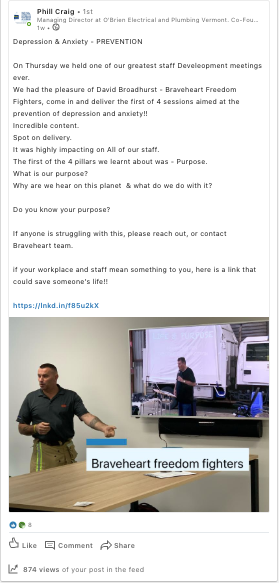 Phill Craig • 1st
Managing Director at O'Brien Electrical and Plumbing Vermont. Co-Fou...
1w •
Depression & Anxiety - PREVENTION
On Thursday we held one of our greatest staff Development meetings
ever.
We had the pleasure of David Broadhurst - Braveheart Freedom
Fighters, come in and deliver the first of 4 sessions aimed at the
prevention of depression and anxiety!!
Incredible content.
Spot on delivery.
It was highly impacting on All of our staff.
The first of the 4 pillars we learnt about was - Purpose.
What is our purpose?
Why are we hear on this planet & what do we do with it?
Do you know your purpose?
If anyone is struggling with this, please reach out, or contact
Braveheart team.
if your workplace and staff mean something to you, here is a link that
could save someone's life!!
https://lnkd.in/f85u2kX
Braveheart freedom fighters
8
Like Comment Share
874 views of your post in the feed